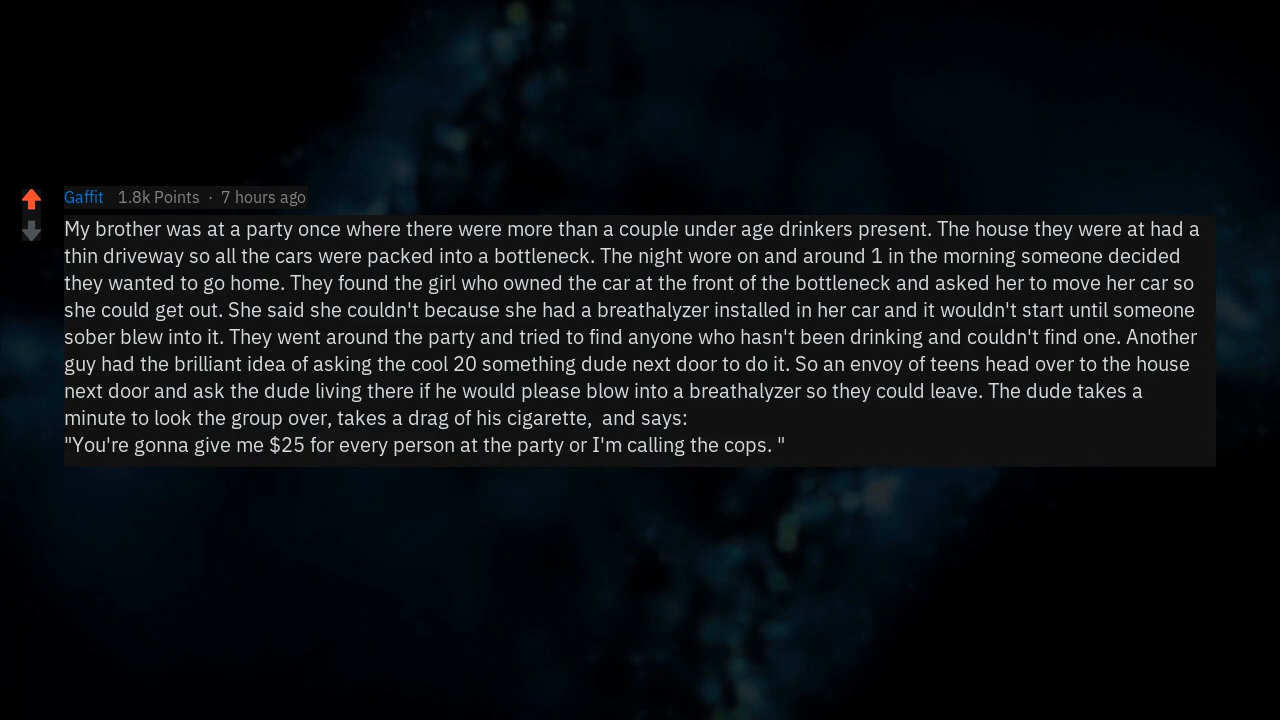 Gaffit 1.8k Points · 7 hours ago
My brother was at a party once where there were more than a couple under age drinkers present. The house they were at had a
thin driveway so all the cars were packed into a bottleneck. The night wore on and around 1 in the morning someone decided
they wanted to go home. They found the girl who owned the car at the front of the bottleneck and asked her to move her car so
she could get out. She said she couldn't because she had a breathalyzer installed in her car and it wouldn't start until someone
sober blew into it. They went around the party and tried to find anyone who hasn't been drinking and couldn't find one. Another
guy had the brilliant idea of asking the cool 20 something dude next door to do it. So an envoy of teens head over to the house
next door and ask the dude living there if he would please blow into a breathalyzer so they could leave. The dude takes a
minute to look the group over, takes a drag of his cigarette,  and says:
"You're gonna give me $25 for every person at the party or I'm calling the cops. "